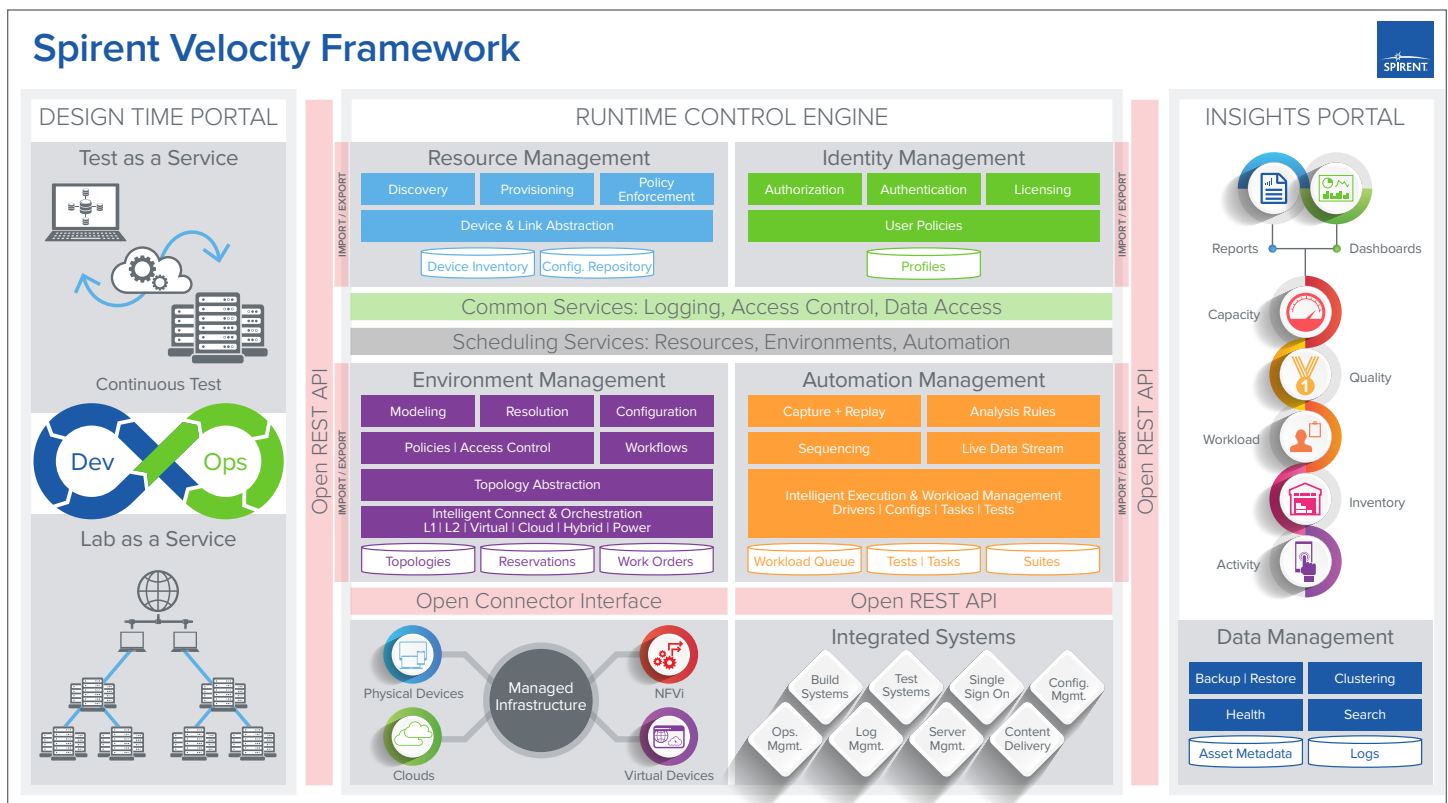 Spirent Velocity Framework
SPIRENT
DESIGN TIME PORTAL
Test as a Service
Continuous Test
Dev
Ops
Lab as a Service
Open REST API
RUNTIME CONTROL ENGINE
IMPORT / EXPORT
Resource Management
Discovery
Provisioning
Policy
Enforcement
Device & Link Abstraction
Device Inventory
Config. Repository
Identity Management
Authorization
Authentication
Licensing
User Policies
Profiles
IMPORT / EXPORT
Common Services: Logging, Access Control, Data Access
Scheduling Services: Resources, Environments, Automation
IMPORT / EXPORT
Environment Management
Modeling
Resolution
Configuration
Policies | Access Control
Workflows
Topology Abstraction
Intelligent Connect & Orchestration
L1 | L2 | Virtual | Cloud | Hybrid | Power
Topologies
Reservations
Work Orders
Automation Management
Capture + Replay
Analysis Rules
Sequencing
Live Data Stream
Intelligent Execution & Workload Management
Drivers | Configs | Tasks | Tests
Workload Queue
Tests | Tasks
Suites
IMPORT / EXPORT
Open Connector Interface
Physical Devices
Clouds
Managed
Infrastructure
NFVi
Virtual Devices
Open REST API
Integrated Systems
Build
Systems
Test
Systems
Single
Sign On
Config.
Mgmt.
Ops.
Mgmt.
Log
Mgmt.
Server
Mgmt.
Content
Delivery
Open REST API
INSIGHTS PORTAL
Reports
Dashboards
Capacity
1
Quality
Workload
Inventory
Activity
Data Management
Backup | Restore
Clustering
Health
Search
Asset Metadata
Logs